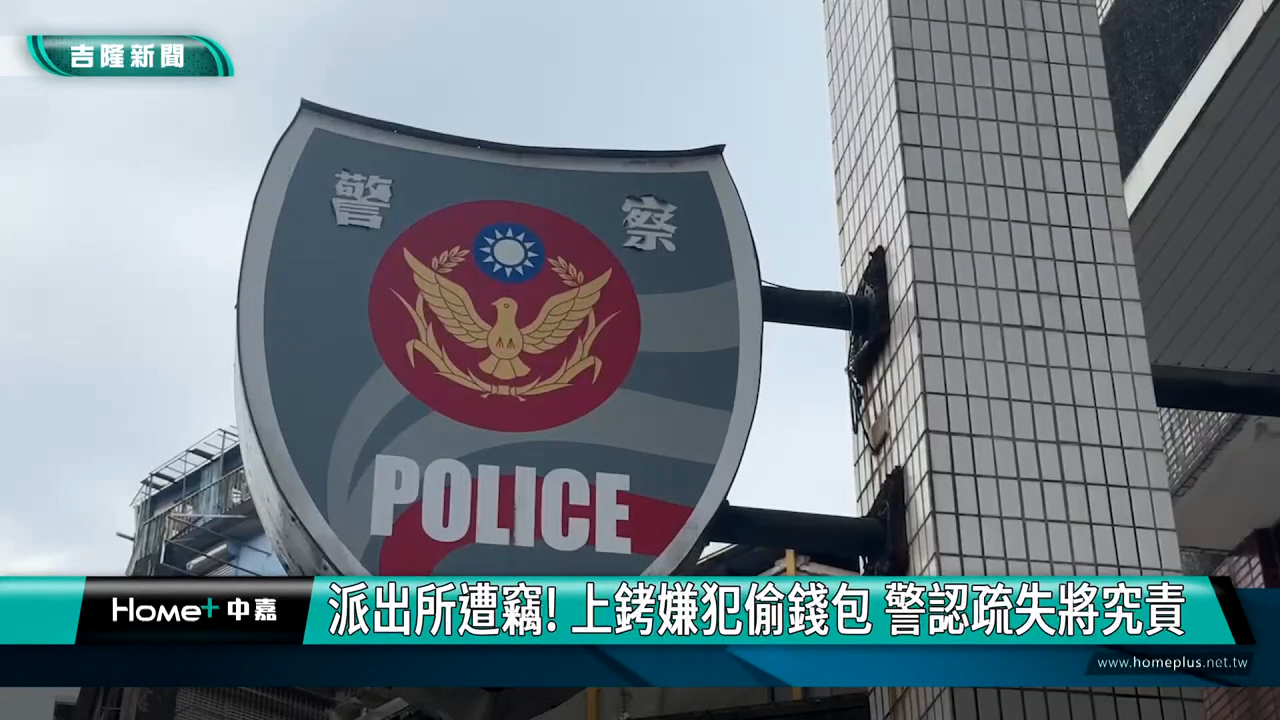 吉隆新聞
警察
POLICE
Home+中嘉
派出所遭竊! 上銬嫌犯偷錢包 警認疏失將究責
www.homeplus.net.tw